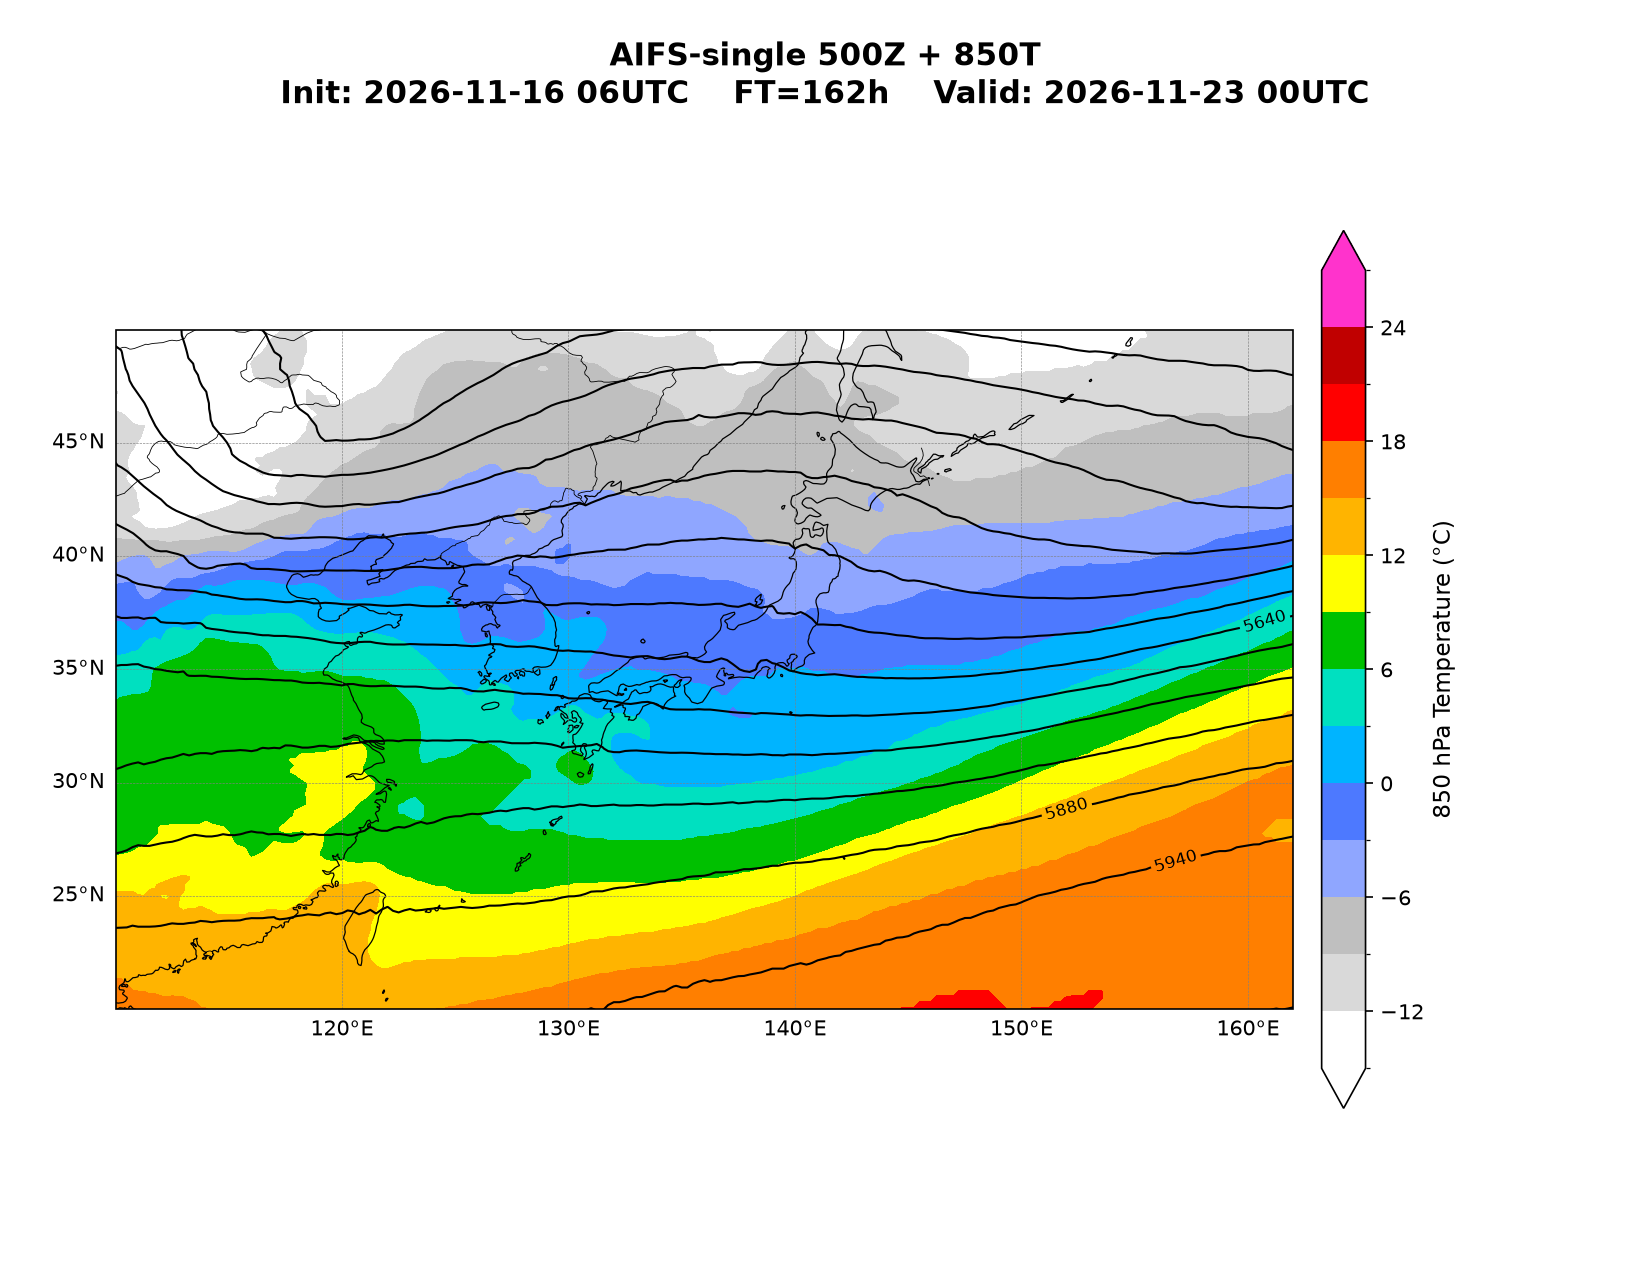 AIFS-single 500Z + 850T
Init: 2026-11-16 06UTC    FT=162h    Valid: 2026-11-23 00UTC
24
18
12
6
0
−6
−12
850 hPa Temperature (°C)
45°N
40°N
35°N
30°N
25°N
5640
5880
5940
120°E
130°E
140°E
150°E
160°E